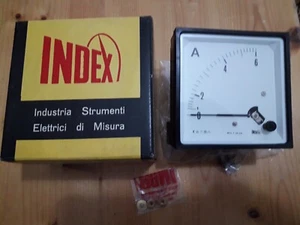 INDEX
Industria Strumenti
Elettrici di Misura
A
6
4
2
0